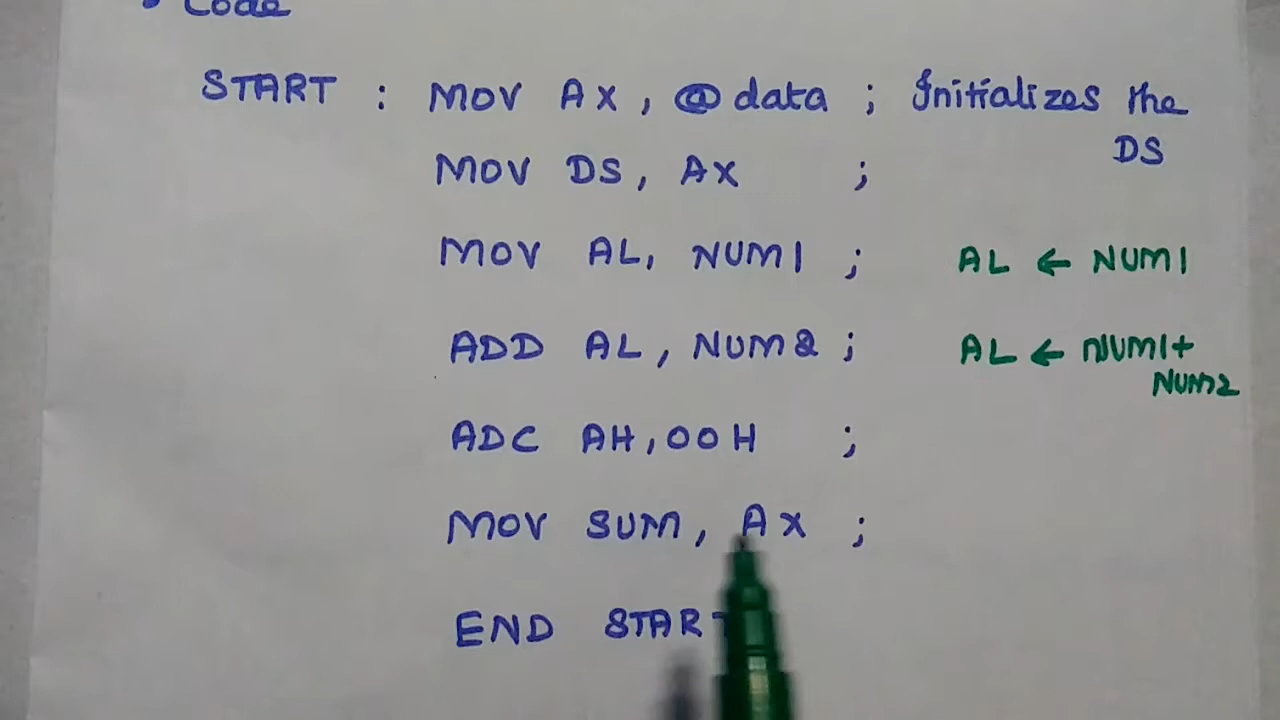 • Code
START : MOV AX, @data ; Initializes the
DS
MOV DS, AX ;
MOV AL, NUM1 ; AL ← NUM1
ADD AL, NUM2 ; AL ← NUM1+
NUM2
ADC AH, 00H ;
MOV SUM, AX ;
END START